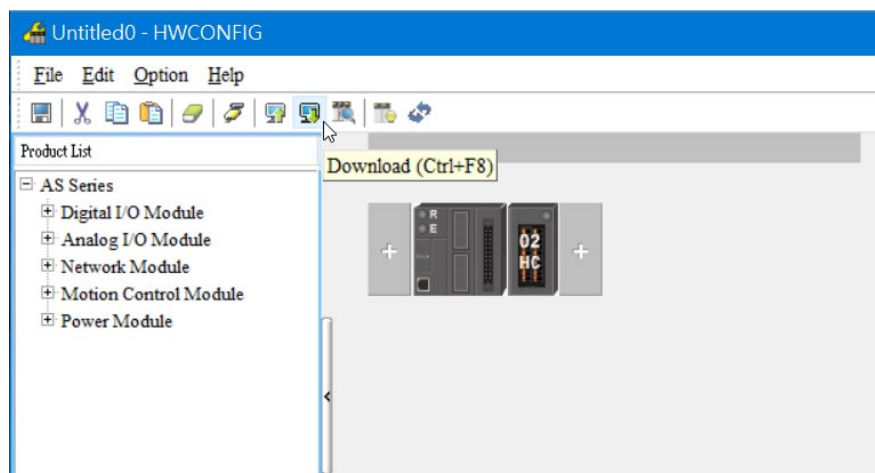 Untitled0 - HWCONFIG
File Edit Option Help
Product List
Download (Ctrl+F8)
AS Series
Digital I/O Module
Analog I/O Module
Network Module
Motion Control Module
Power Module
R
E
02
HC